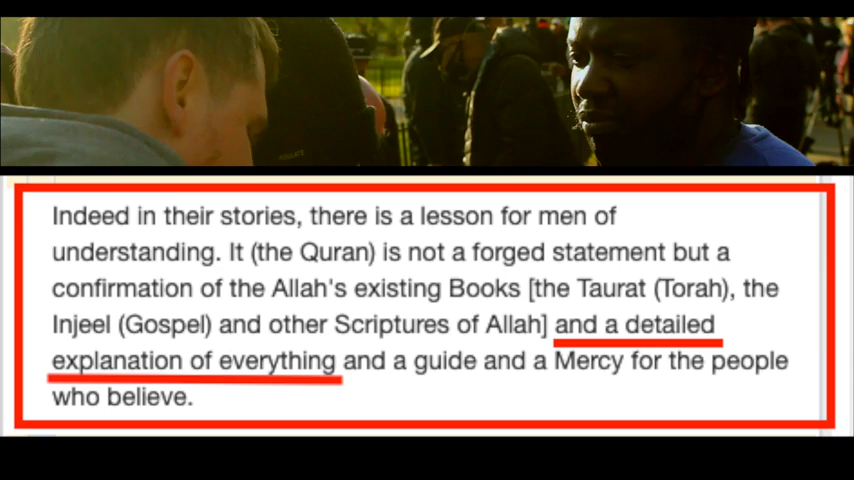 Indeed in their stories, there is a lesson for men of
understanding. It (the Quran) is not a forged statement but a
confirmation of the Allah's existing Books [the Taurat (Torah), the
Injeel (Gospel) and other Scriptures of Allah] and a detailed
explanation of everything and a guide and a Mercy for the people
who believe.